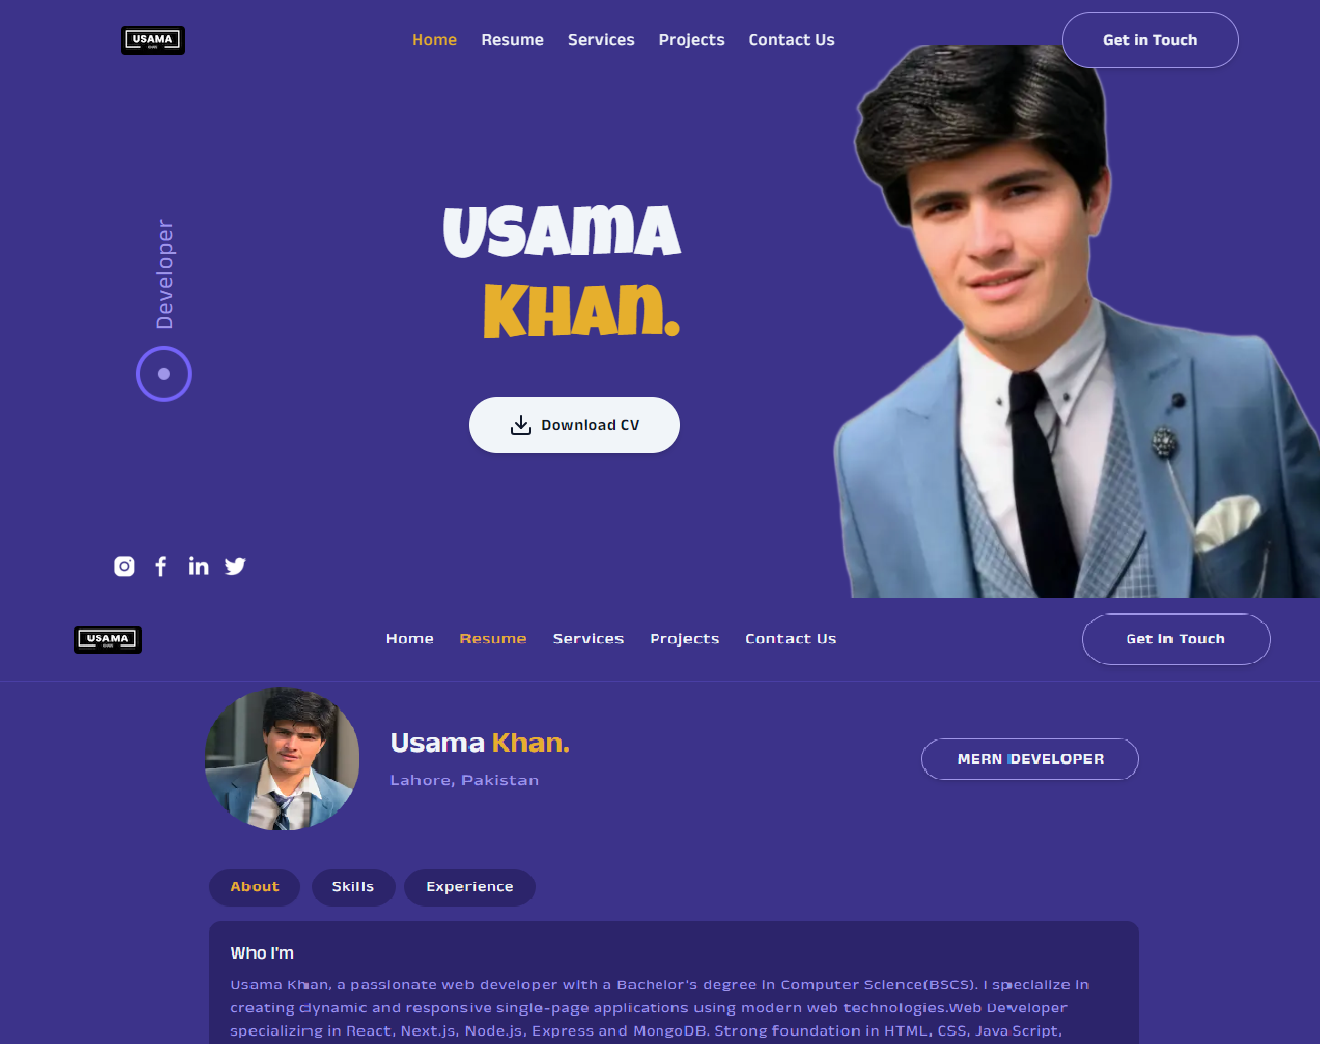 USAMA
Home Resume Services Projects Contact Us
Get in Touch
Developer
USAMA
KHAN.
Download CV
USAMA
Home Resume Services Projects Contact Us
Get In Touch
Usama Khan.
Lahore, Pakistan
MERN DEVELOPER
About Skills Experience
Who I'm
Usama Khan, a passionate web developer with a Bachelor's degree in Computer Science(BSCS). I specialize in
creating dynamic and responsive single-page applications using modern web technologies.Web Developer
specializing in React, Next.js, Node.js, Express and MongoDB. Strong foundation in HTML, CSS, Java Script,